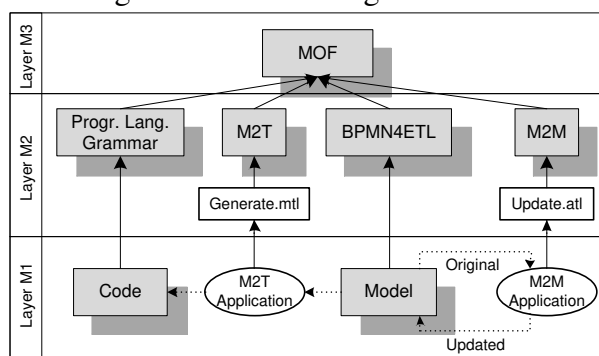 Layer M3
MOF
Layer M2
Progr. Lang.
Grammar
M2T
BPMN4ETL
M2M
Generate.mtl
Update.atl
Layer M1
Code
M2T
Application
Model
Original
Updated
M2M
Application